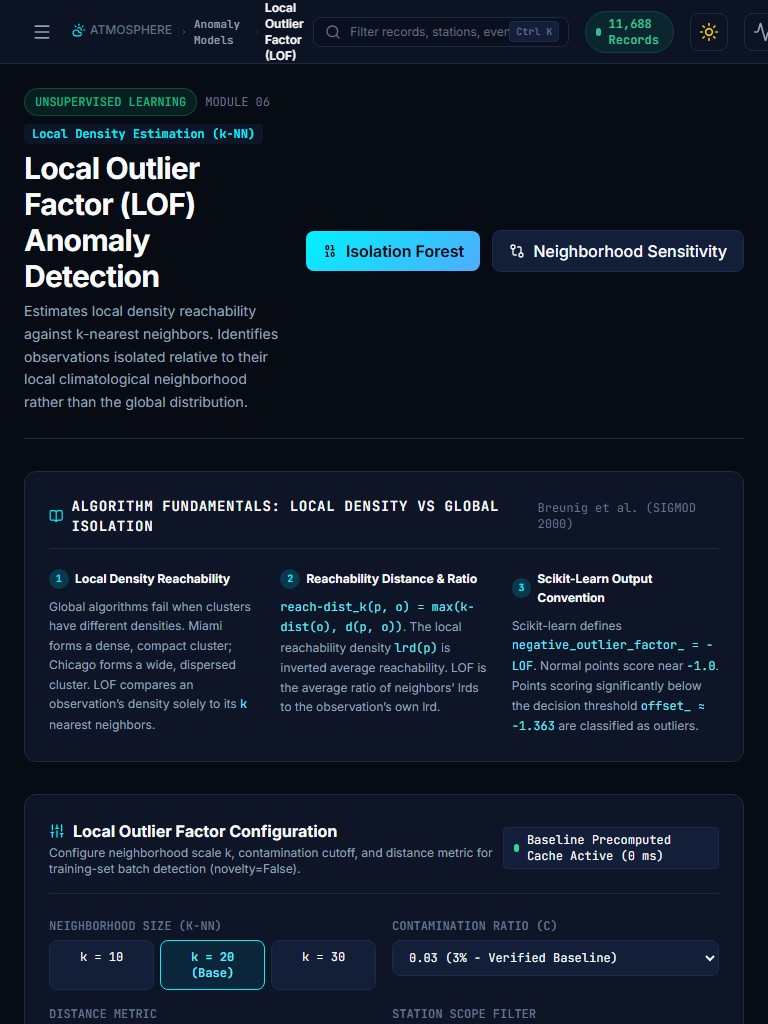 ATMOSPHERE
Anomaly
Models
Local
Outlier
Factor
(LOF)
Filter records, stations, ever
Ctrl K
11,688
Records
UNSUPERVISED LEARNING
MODULE 06
Local Density Estimation (k-NN)
Local Outlier
Factor (LOF)
Anomaly
Detection
Estimates local density reachability
against k-nearest neighbors. Identifies
observations isolated relative to their
local climatological neighborhood
rather than the global distribution.
Isolation Forest
Neighborhood Sensitivity
ALGORITHM FUNDAMENTALS: LOCAL DENSITY VS GLOBAL
ISOLATION
Breunig et al. (SIGMOD
2000)
1 Local Density Reachability
Global algorithms fail when clusters
have different densities. Miami
forms a dense, compact cluster;
Chicago forms a wide, dispersed
cluster. LOF compares an
observation's density solely to its k
nearest neighbors.
2 Reachability Distance & Ratio
reach-dist_k(p, o) = max(k-
dist(o), d(p, o)). The local
reachability density lrd(p) is
inverted average reachability. LOF is
the average ratio of neighbors' lrds
to the observation's own lrd.
3 Scikit-Learn Output
Convention
Scikit-learn defines
negative_outlier_factor_ = -
LOF. Normal points score near -1.0.
Points scoring significantly below
the decision threshold offset_ ≈
-1.363 are classified as outliers.
Local Outlier Factor Configuration
Configure neighborhood scale k, contamination cutoff, and distance metric for
training-set batch detection (novelty=False).
Baseline Precomputed
Cache Active (0 ms)
NEIGHBORHOOD SIZE (K-NN)
k = 10
k = 20
(Base)
k = 30
CONTAMINATION RATIO (C)
0.03 (3% - Verified Baseline)
DISTANCE METRIC
STATION SCOPE FILTER